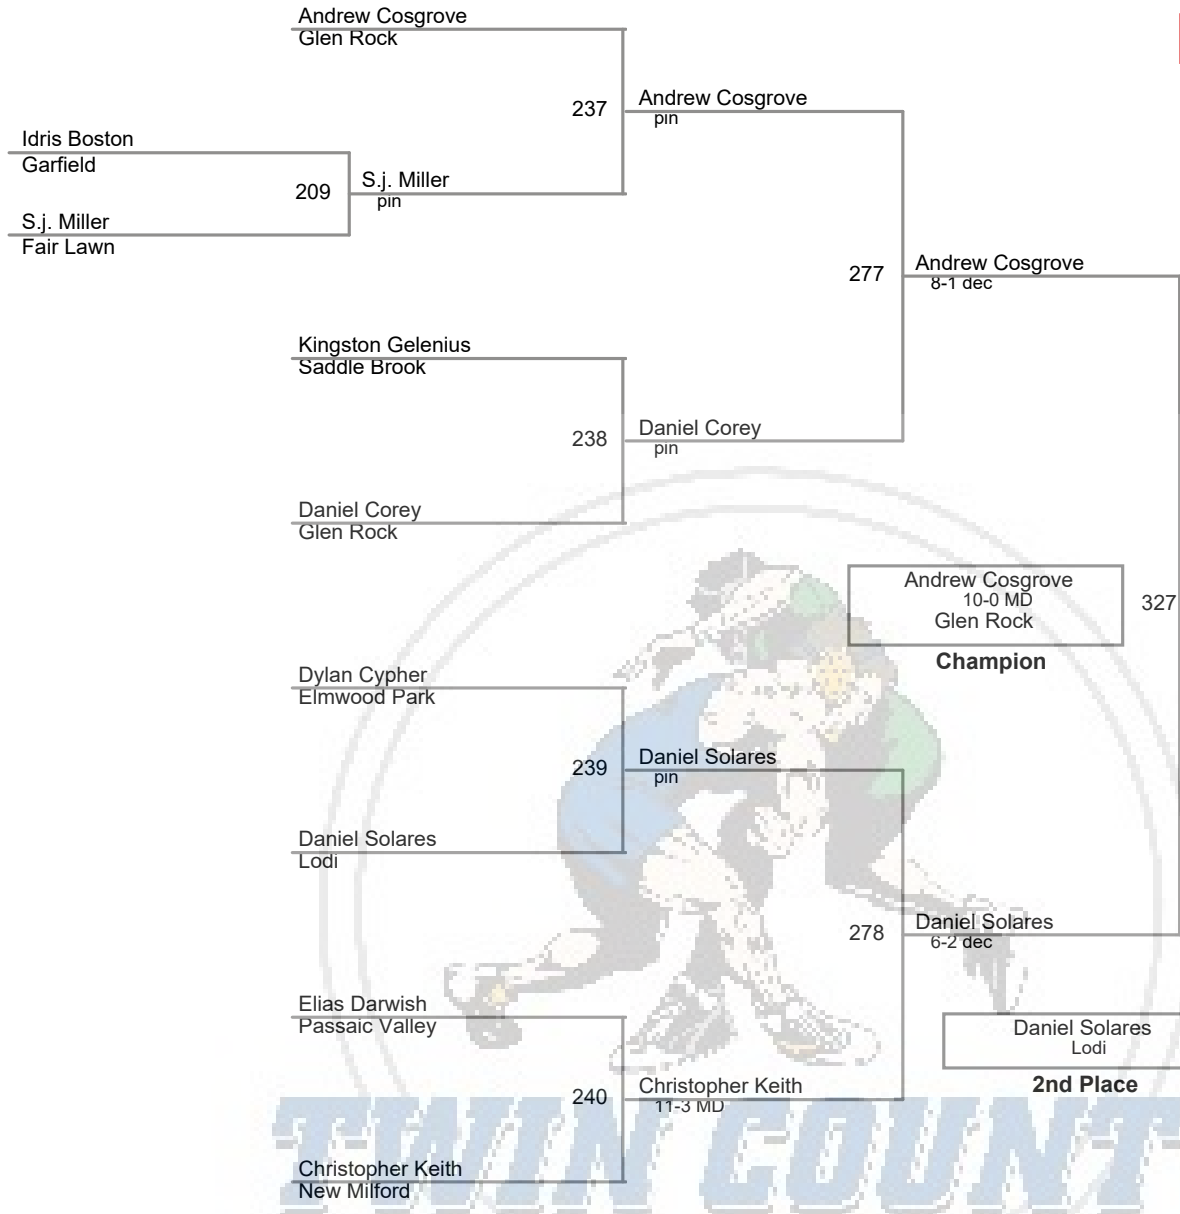 Andrew Cosgrove
Glen Rock
237
Andrew Cosgrove
pin
Idris Boston
Garfield
209
S.j. Miller
pin
S.j. Miller
Fair Lawn
277
Andrew Cosgrove
8-1 dec
Kingston Gelenius
Saddle Brook
238
Daniel Corey
pin
Daniel Corey
Glen Rock
Andrew Cosgrove
10-0 MD
Glen Rock
327
Champion
Dylan Cypher
Elmwood Park
239
Daniel Solares
pin
Daniel Solares
Lodi
278
Daniel Solares
6-2 dec
Elias Darwish
Passaic Valley
Daniel Solares
Lodi
2nd Place
240
Christopher Keith
11-3 MD
Christopher Keith
New Milford
TWIN COUNT